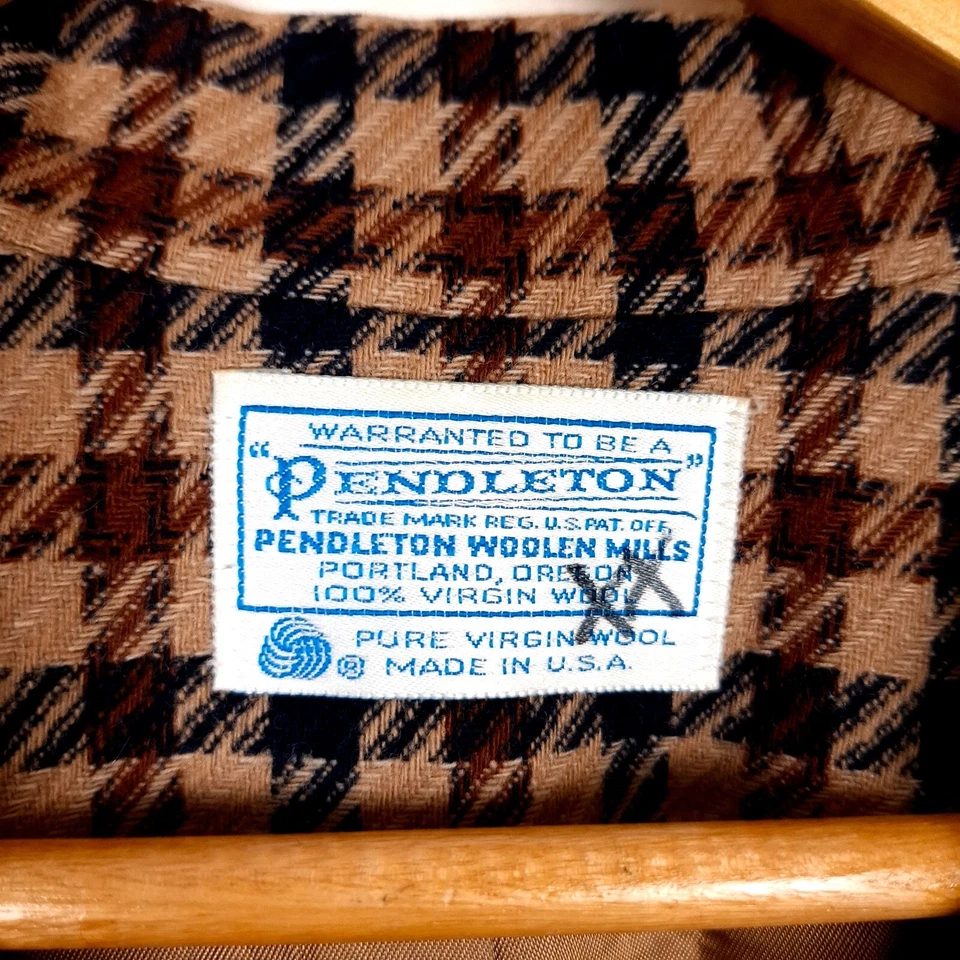 WARRANTED TO BE A
"PENDLETON"
TRADE MARK REG. U.S. PAT. OFF.
PENDLETON WOOLEN MILLS
PORTLAND, OREGON
100% VIRGIN WOOL
XX
PURE VIRGIN WOOL
® MADE IN U.S.A.